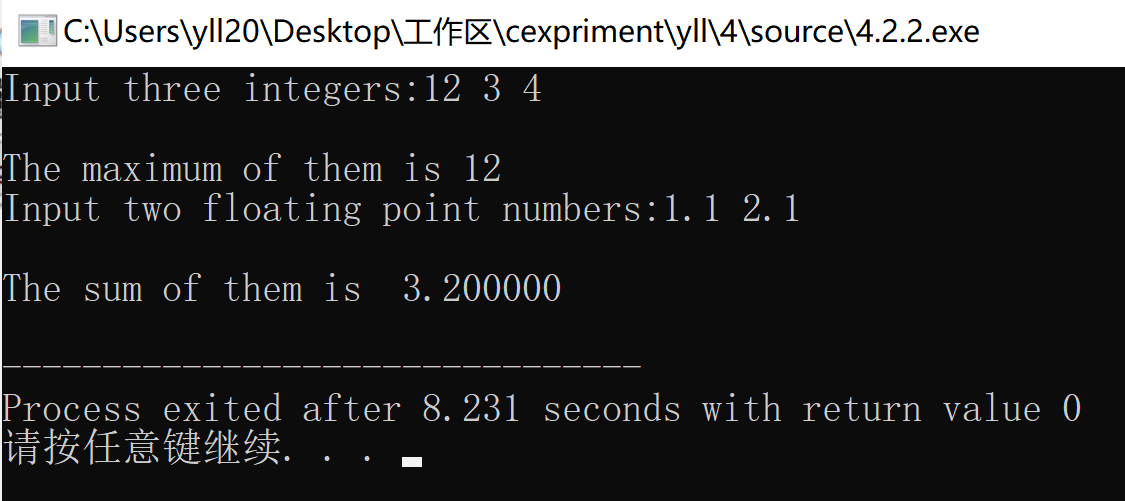 C:\Users\yll20\Desktop\工作区\cexpriment\yll\4\source\4.2.2.exe
Input three integers:12 3 4
The maximum of them is 12
Input two floating point numbers:1.1 2.1
The sum of them is  3.200000
--------------------------------
Process exited after 8.231 seconds with return value 0
请按任意键继续. . .